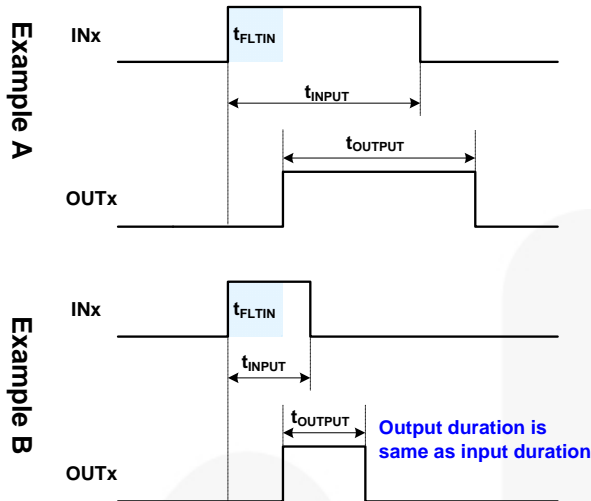 Example A
INx
tFLTIN
tINPUT
tOUTPUT
OUTx
Example B
INx
tFLTIN
tINPUT
tOUTPUT
Output duration is
same as input duration
OUTx